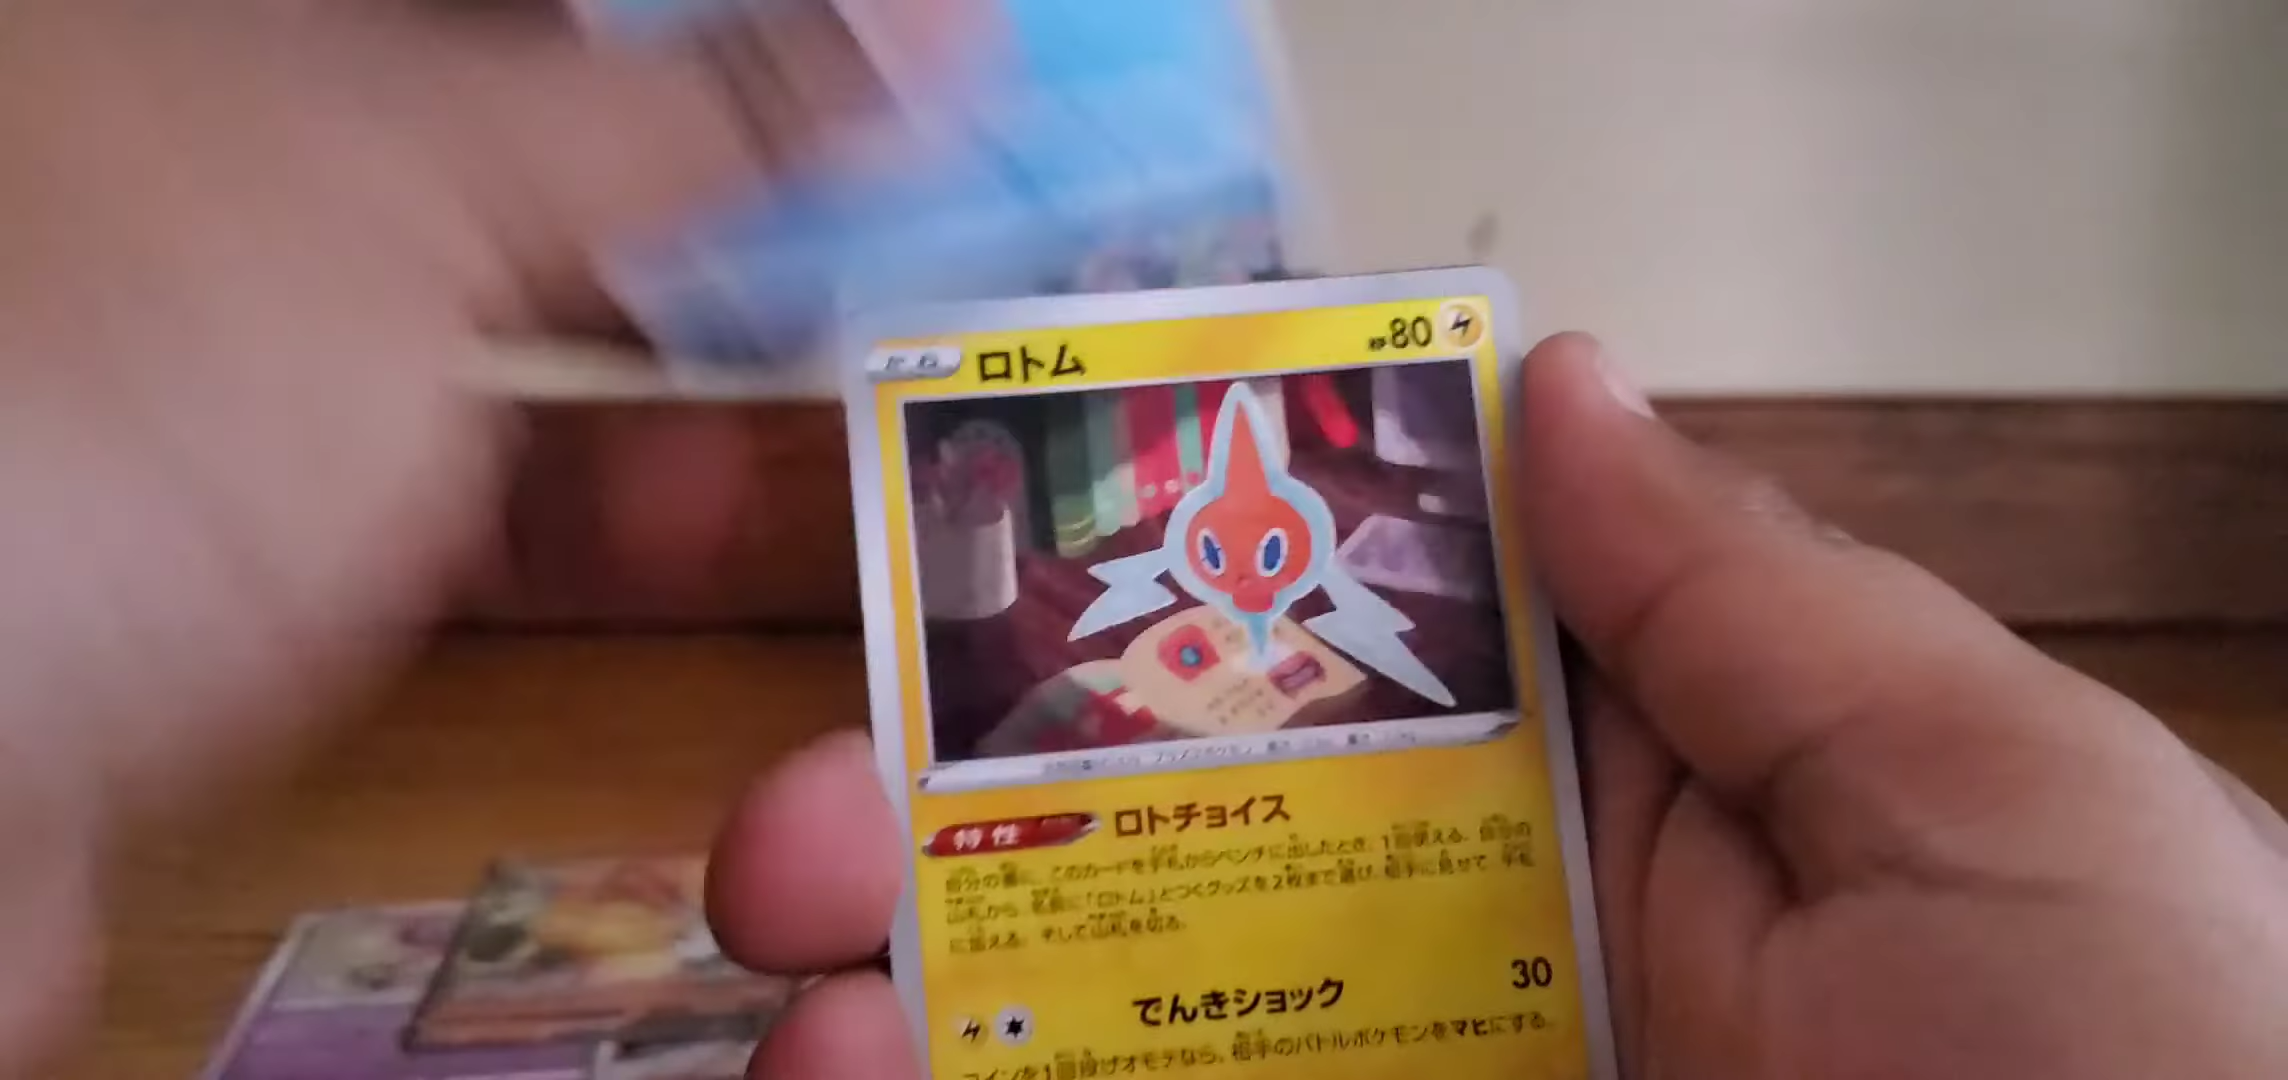 たね ロトム HP80
特性 ロトチョイス
自分の番に、このカードを手札からベンチに出したとき、1回使える。自分の
山札から、名前に「ロトム」とつくグッズを2枚まで選び、相手に見せて、手札
に加える。そして山札を切る。
でんきショック 30
コインを1回投げオモテなら、相手のバトルポケモンをマヒにする。